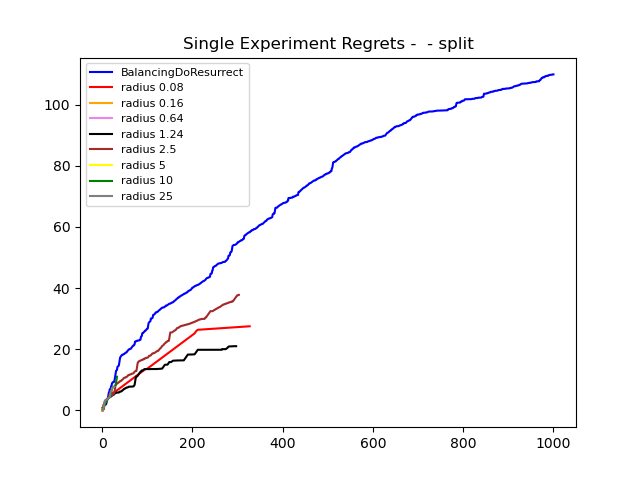 Single Experiment Regrets -  - split
BalancingDoResurrect
radius 0.08
radius 0.16
radius 0.64
radius 1.24
radius 2.5
radius 5
radius 10
radius 25
100
80
60
40
20
0
0 200 400 600 800 1000